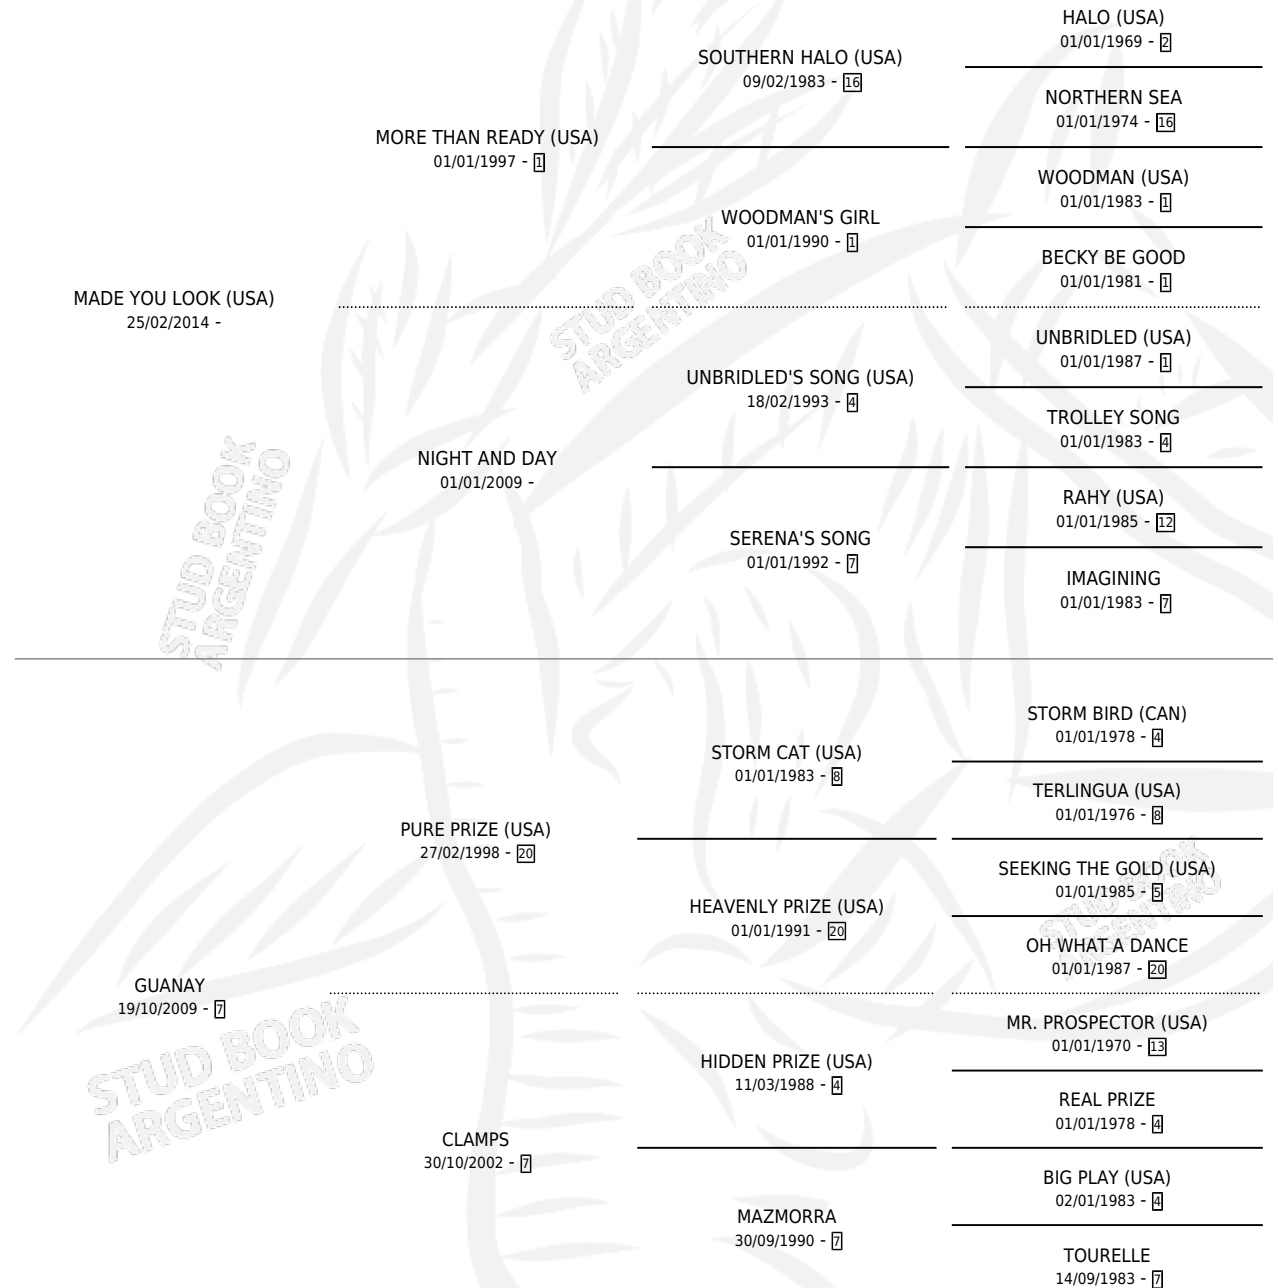 HALO (USA)
01/01/1969 - 2
SOUTHERN HALO (USA)
09/02/1983 - 16
NORTHERN SEA
01/01/1974 - 16
MORE THAN READY (USA)
01/01/1997 - 1
WOODMAN (USA)
01/01/1983 - 1
WOODMAN'S GIRL
01/01/1990 - 1
BECKY BE GOOD
01/01/1981 - 1
MADE YOU LOOK (USA)
25/02/2014 -
UNBRIDLED (USA)
01/01/1987 - 1
UNBRIDLED'S SONG (USA)
18/02/1993 - 4
TROLLEY SONG
01/01/1983 - 4
NIGHT AND DAY
01/01/2009 -
RAHY (USA)
01/01/1985 - 12
SERENA'S SONG
01/01/1992 - 7
IMAGINING
01/01/1983 - 7
STORM BIRD (CAN)
01/01/1978 - 4
STORM CAT (USA)
01/01/1983 - 8
TERLINGUA (USA)
01/01/1976 - 8
PURE PRIZE (USA)
27/02/1998 - 20
SEEKING THE GOLD (USA)
01/01/1985 - 5
HEAVENLY PRIZE (USA)
01/01/1991 - 20
OH WHAT A DANCE
01/01/1987 - 20
GUANAY
19/10/2009 - 7
MR. PROSPECTOR (USA)
01/01/1970 - 13
HIDDEN PRIZE (USA)
11/03/1988 - 4
REAL PRIZE
01/01/1978 - 4
CLAMPS
30/10/2002 - 7
BIG PLAY (USA)
02/01/1983 - 4
MAZMORRA
30/09/1990 - 7
TOURELLE
14/09/1983 - 7
STUD BOOK
ARGENTINO
STUD BOOK
ARGENTINO
STUD BOOK
ARGENTINO
STUD BOOK
ARGENTINO